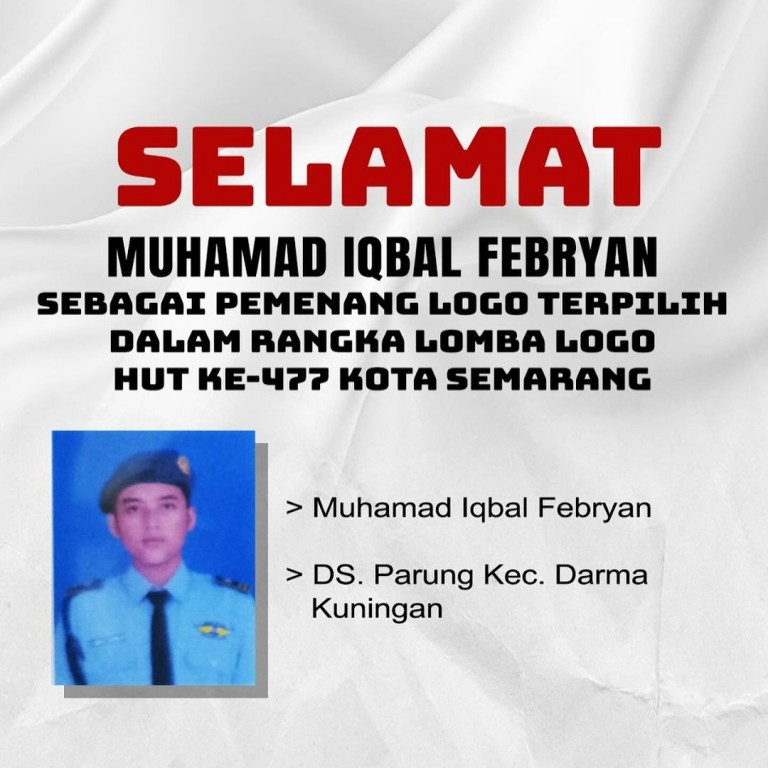 SELAMAT
MUHAMAD IQBAL FEBRYAN
SEBAGAI PEMENANG LOGO TERPILIH
DALAM RANGKA LOMBA LOGO
HUT KE-477 KOTA SEMARANG
> Muhamad Iqbal Febryan
> DS. Parung Kec. Darma
Kuningan